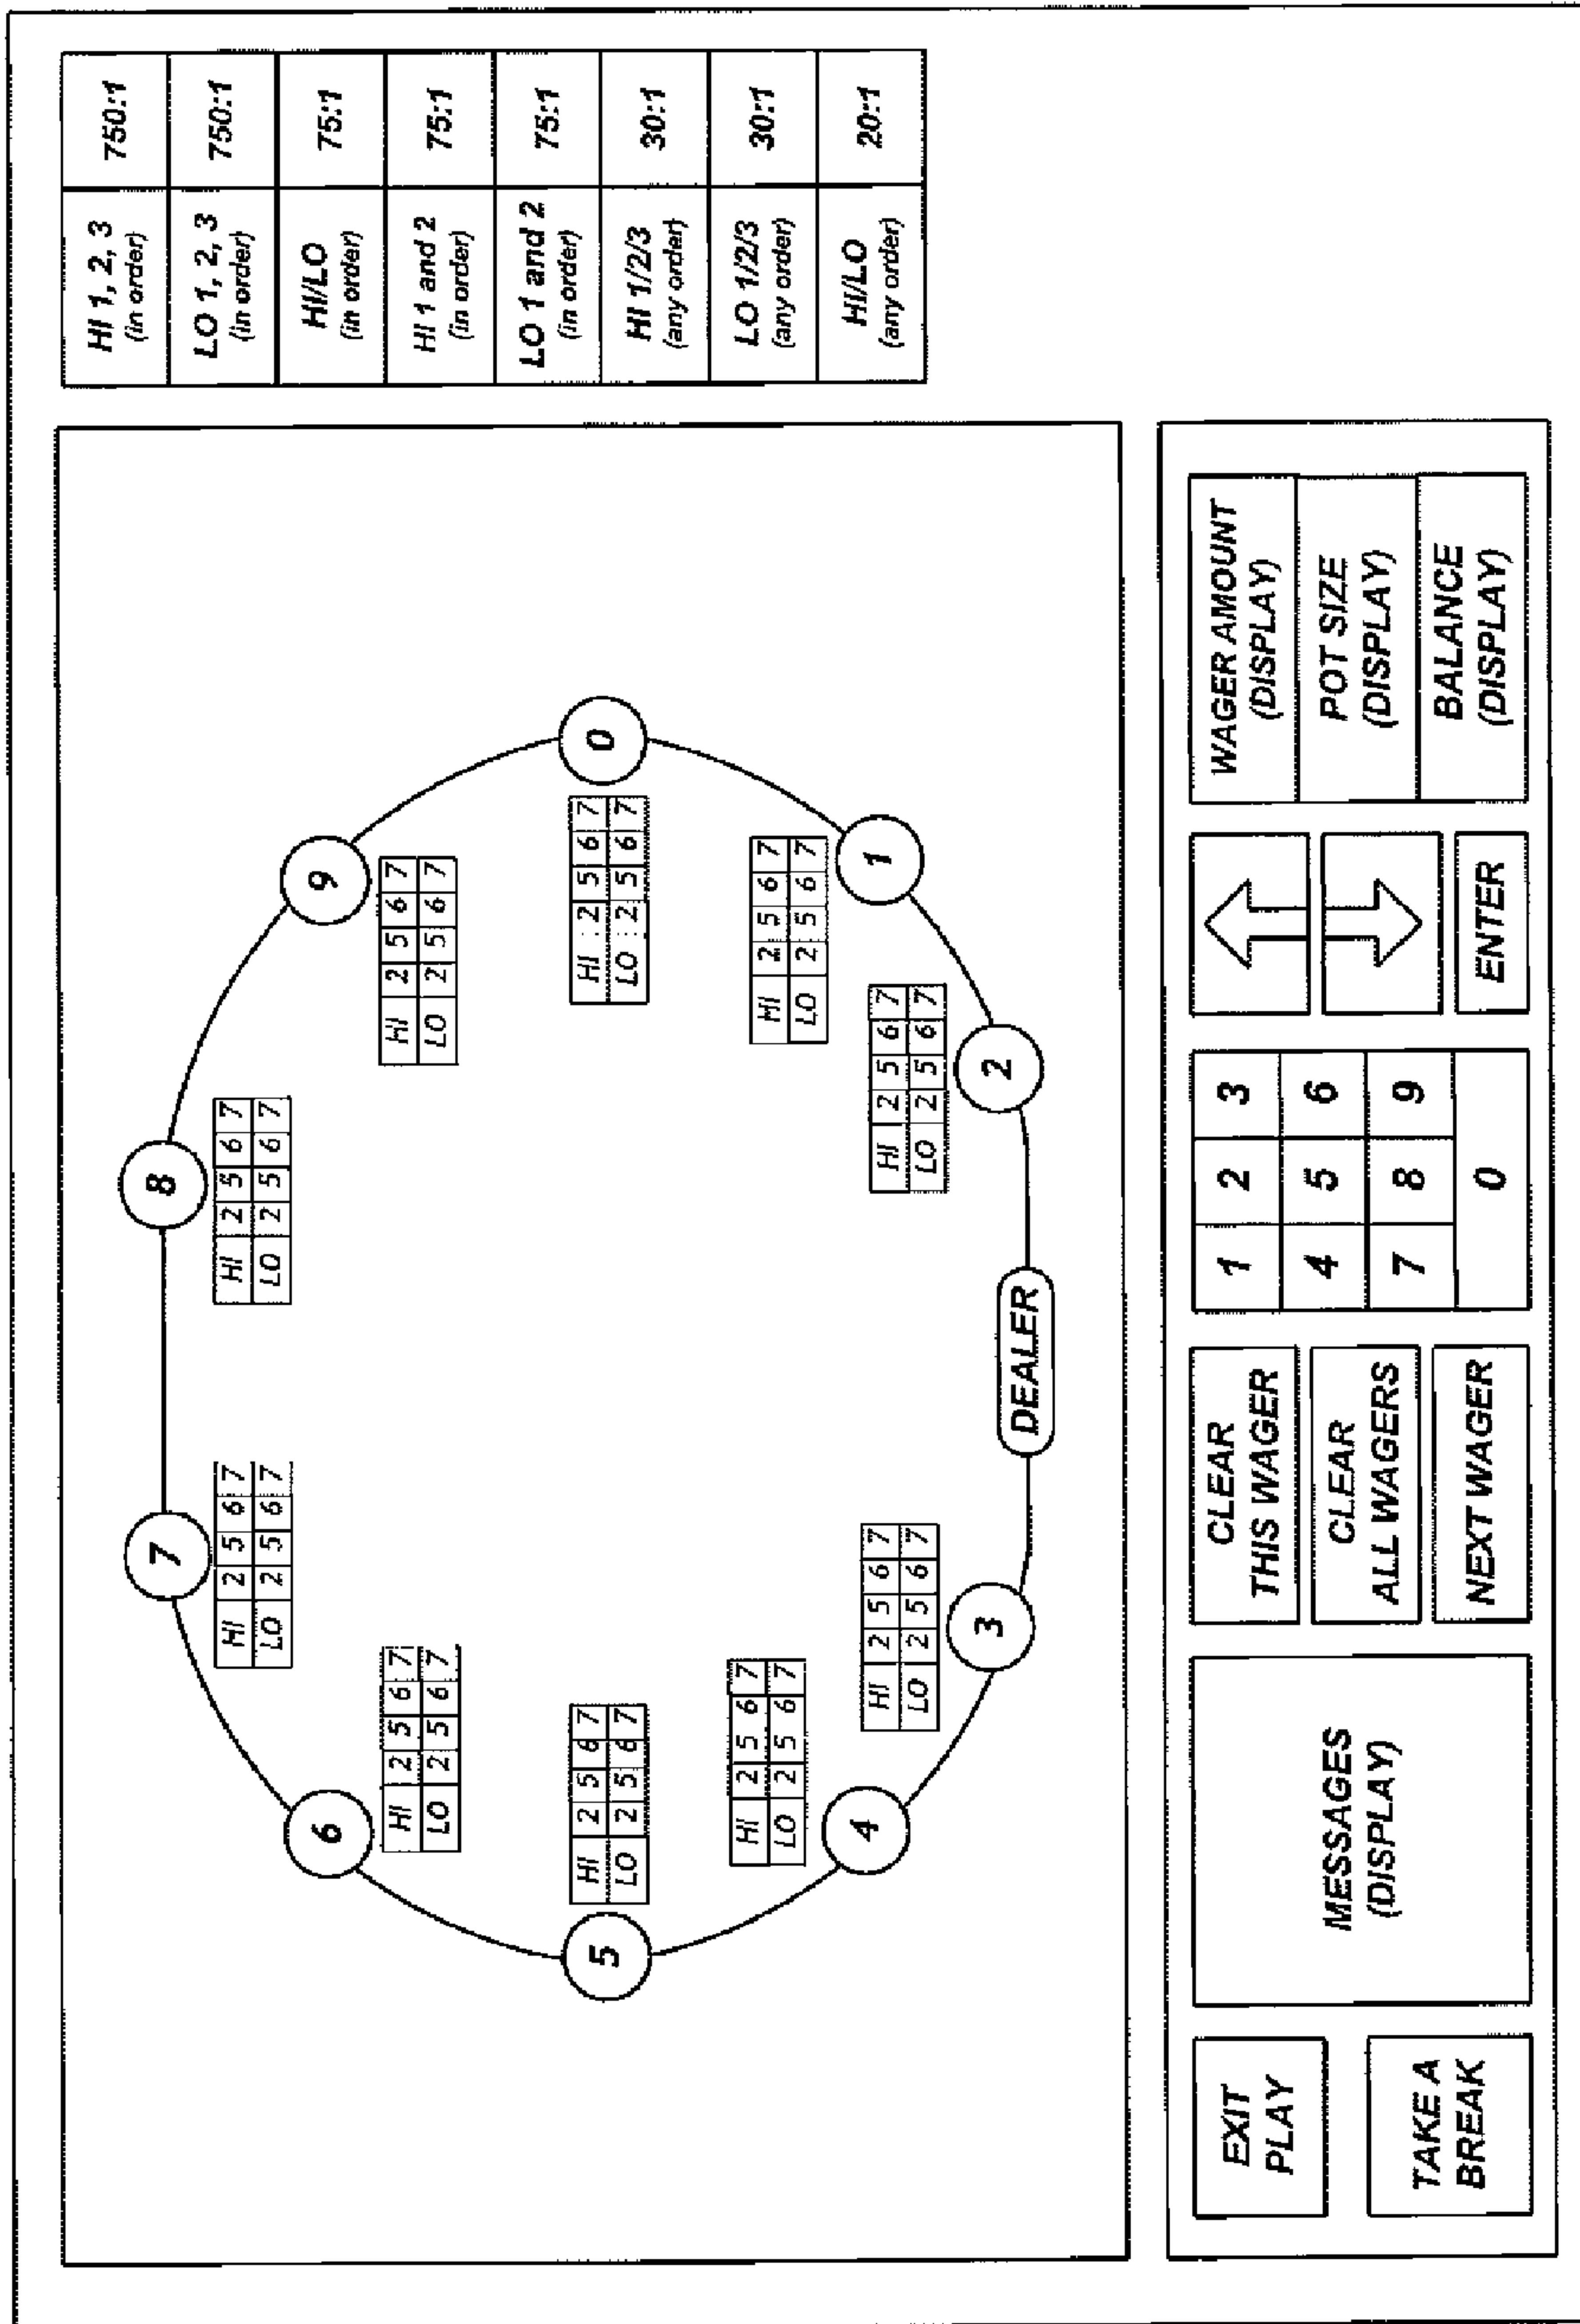 7
HI 2 5 6 7
LO 2 5 6 7
8
HI 2 5 6 7
LO 2 5 6 7
6
HI 2 5 6 7
LO 2 5 6 7
9
HI 2 5 6 7
LO 2 5 6 7
5
HI 2 5 6 7
LO 2 5 6 7
0
HI 2 5 6 7
LO 2 5 6 7
4
HI 2 5 6 7
LO 2 5 6 7
1
HI 2 5 6 7
LO 2 5 6 7
3
HI 2 5 6 7
LO 2 5 6 7
2
HI 2 5 6 7
LO 2 5 6 7
DEALER
HI 1, 2, 3 750:1
(in order)
LO 1, 2, 3 750:1
(in order)
HI/LO 75:1
(in order)
HI 1 and 2 75:1
(in order)
LO 1 and 2 75:1
(in order)
HI 1/2/3 30:1
(any order)
LO 1/2/3 30:1
(any order)
HI/LO 20:1
(any order)
EXIT
PLAY
TAKE A
BREAK
MESSAGES
(DISPLAY)
CLEAR
THIS WAGER
CLEAR
ALL WAGERS
NEXT WAGER
1 2 3
4 5 6
7 8 9
0
ENTER
WAGER AMOUNT
(DISPLAY)
POT SIZE
(DISPLAY)
BALANCE
(DISPLAY)